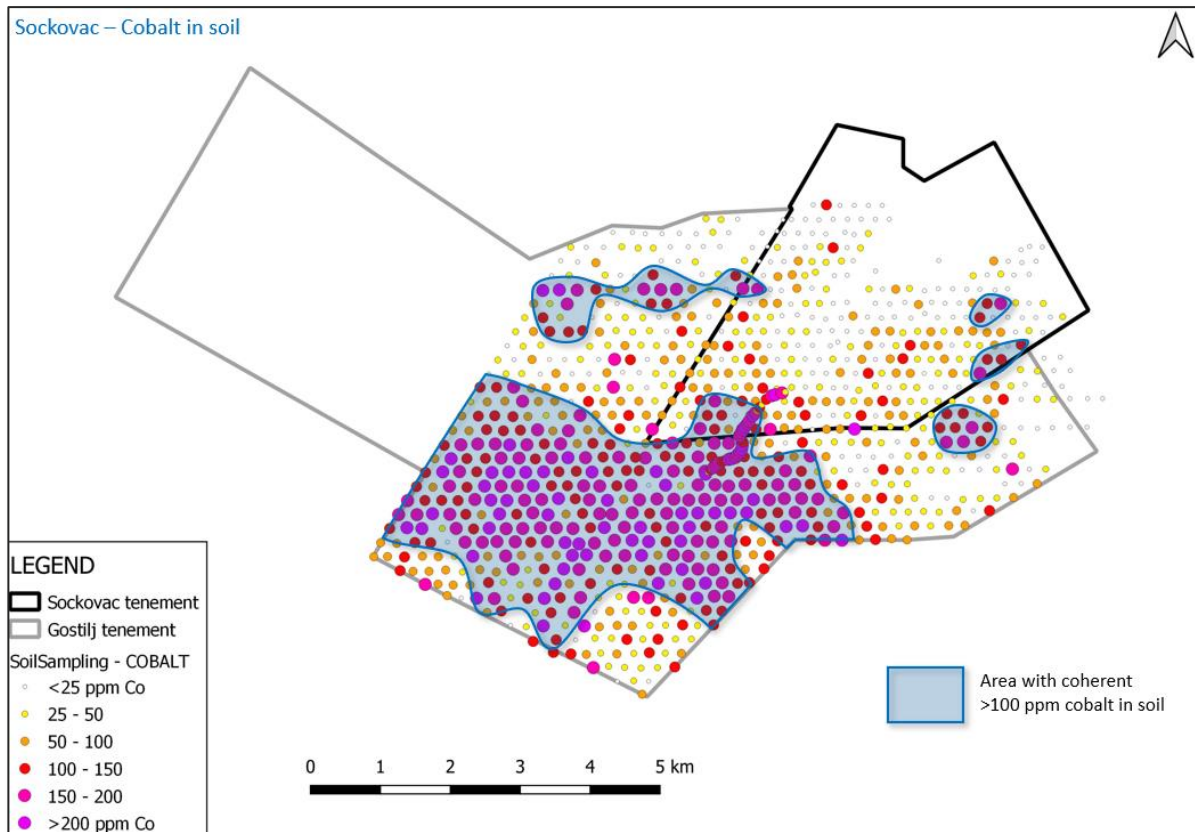 Sockovac – Cobalt in soil
LEGEND
Sockovac tenement
Gostilj tenement
SoilSampling - COBALT
<25 ppm Co
25 - 50
50 - 100
100 - 150
150 - 200
>200 ppm Co
0 1 2 3 4 5 km
Area with coherent
>100 ppm cobalt in soil